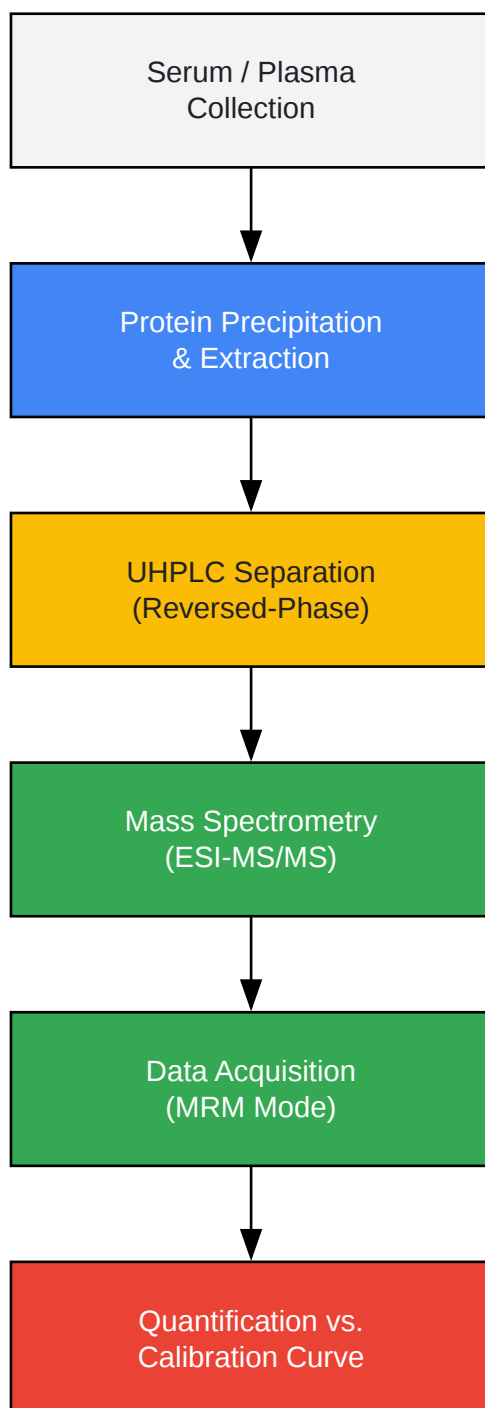 Serum / Plasma
Collection
Protein Precipitation
& Extraction
UHPLC Separation
(Reversed-Phase)
Mass Spectrometry
(ESI-MS/MS)
Data Acquisition
(MRM Mode)
Quantification vs.
Calibration Curve